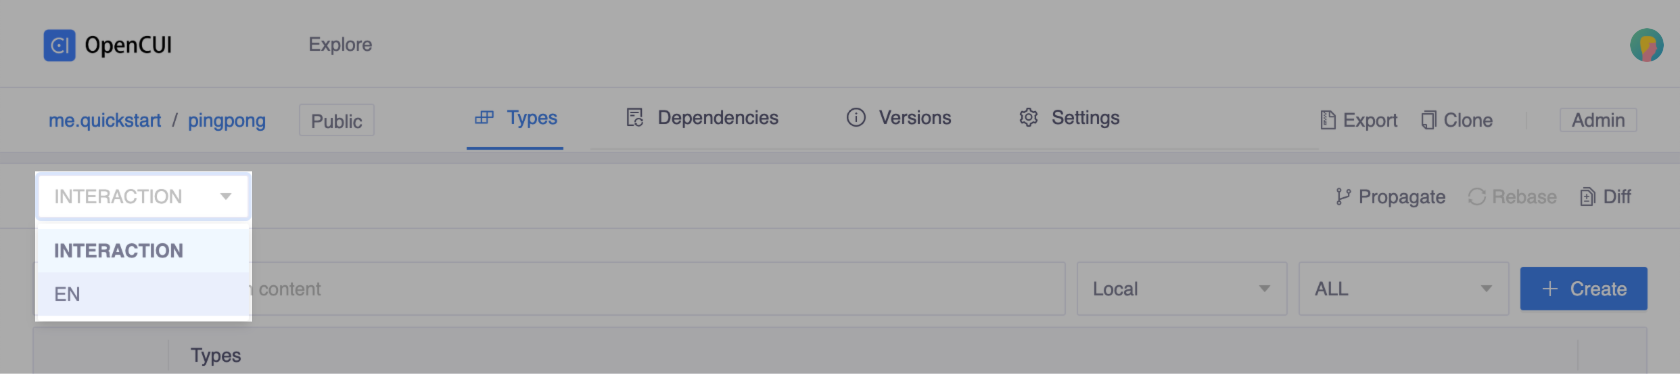 OpenCUI Explore
me.quickstart / pingpong Public Types Dependencies Versions Settings Export Clone Admin
INTERACTION Propagate Rebase Diff
INTERACTION
EN content Local ALL + Create
Types